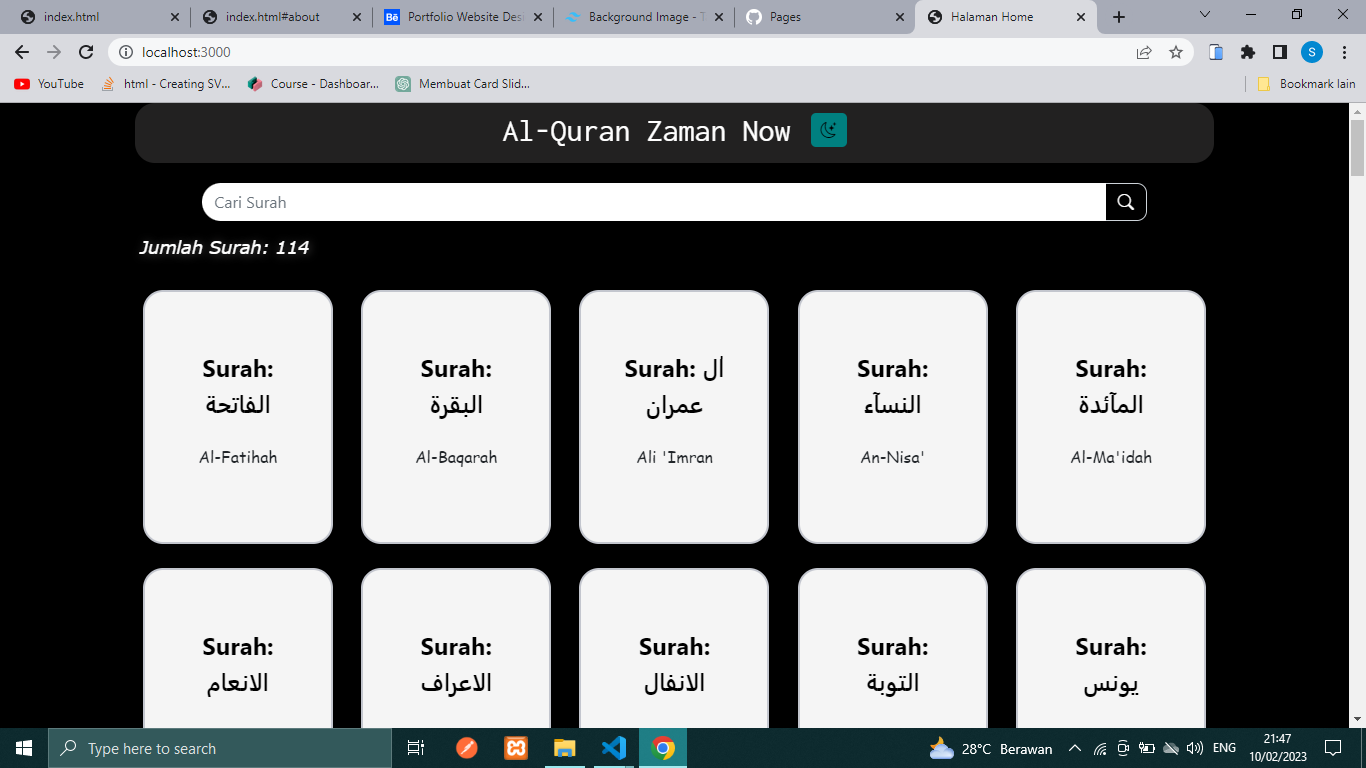 index.html
index.html#about
Portfolio Website Des
Background Image - T
Pages
Halaman Home
localhost:3000
S
YouTube
html - Creating SV...
Course - Dashboar...
Membuat Card Slid...
Bookmark lain
Al-Quran Zaman Now
Cari Surah
Jumlah Surah: 114
Surah:
الفاتحة
Al-Fatihah
Surah:
البقرة
Al-Baqarah
Surah: اٰل
عمران
Ali 'Imran
Surah:
النسآء
An-Nisa'
Surah:
المآئدة
Al-Ma'idah
Surah:
الانعام
Surah:
الاعراف
Surah:
الانفال
Surah:
التوبة
Surah:
يونس
Type here to search
28°C Berawan
ENG
21:47
10/02/2023